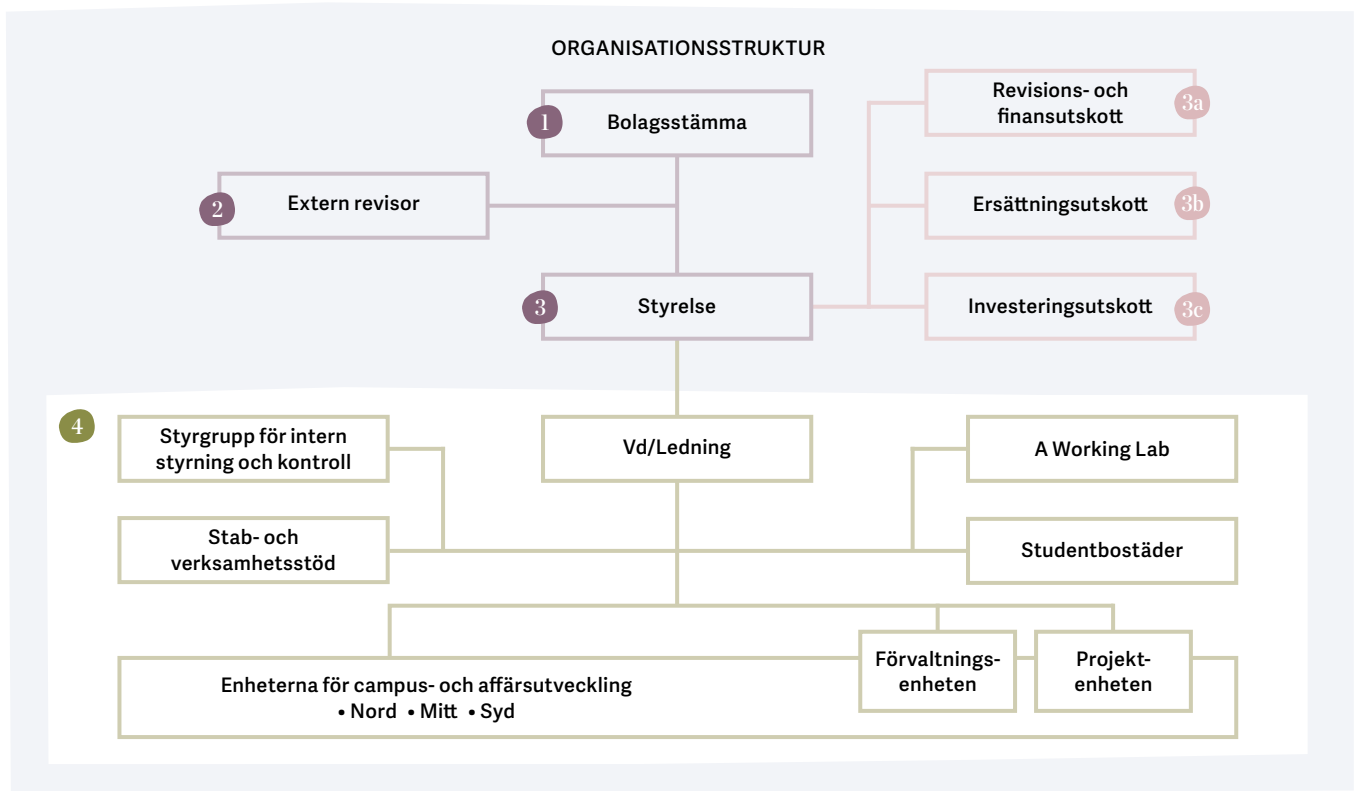 ORGANISATIONSSTRUKTUR
1
Bolagsstämma
Revisions- och
finansutskott
3a
2
Extern revisor
Ersättningsutskott
3b
3
Styrelse
Investeringsutskott
3c
4
Styrgrupp för intern
styrning och kontroll
Vd/Ledning
A Working Lab
Stab- och
verksamhetsstöd
Studentbostäder
Enheterna för campus- och affärsutveckling
• Nord • Mitt • Syd
Förvaltnings-
enheten
Projekt-
enheten